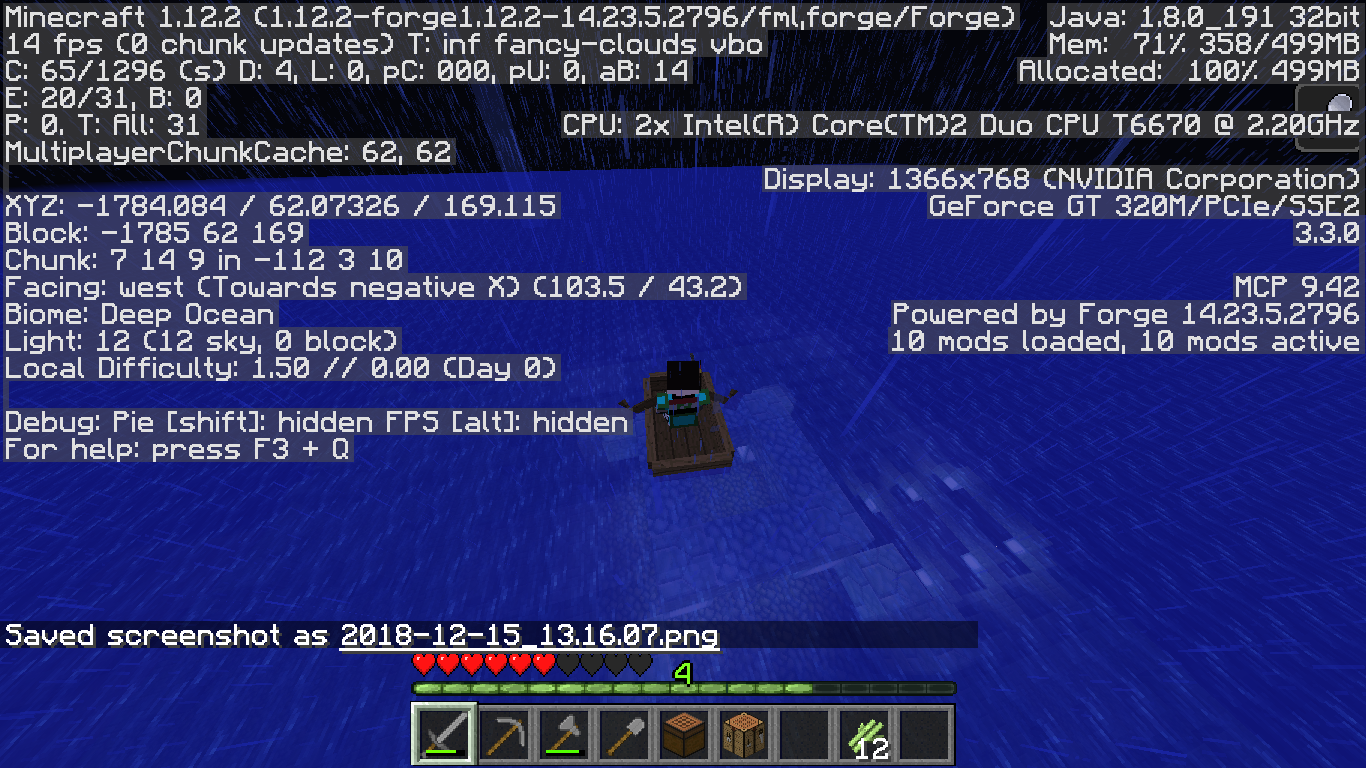 Minecraft 1.12.2 (1.12.2-forge1.12.2-14.23.5.2796/fml,forge/Forge)
14 fps (0 chunk updates) T: inf fancy-clouds vbo
C: 65/1296 (s) D: 4, L: 0, pC: 000, pU: 0, aB: 14
E: 20/31, B: 0
P: 0. T: All: 31
MultiplayerChunkCache: 62, 62
XYZ: -1784.084 / 62.07326 / 169.115
Block: -1785 62 169
Chunk: 7 14 9 in -112 3 10
Facing: west (Towards negative X) (103.5 / 43.2)
Biome: Deep Ocean
Light: 12 (12 sky, 0 block)
Local Difficulty: 1.50 // 0.00 (Day 0)
Debug: Pie [shift]: hidden FPS [alt]: hidden
For help: press F3 + Q
Java: 1.8.0_191 32bit
Mem: 71% 358/499MB
Allocated: 100% 499MB
CPU: 2x Intel(R) Core(TM)2 Duo CPU T6670 @ 2.20GHz
Display: 1366x768 (NVIDIA Corporation)
GeForce GT 320M/PCIe/SSE2
3.3.0
MCP 9.42
Powered by Forge 14.23.5.2796
10 mods loaded, 10 mods active
Saved screenshot as 2018-12-15_13.16.07.png
4
12